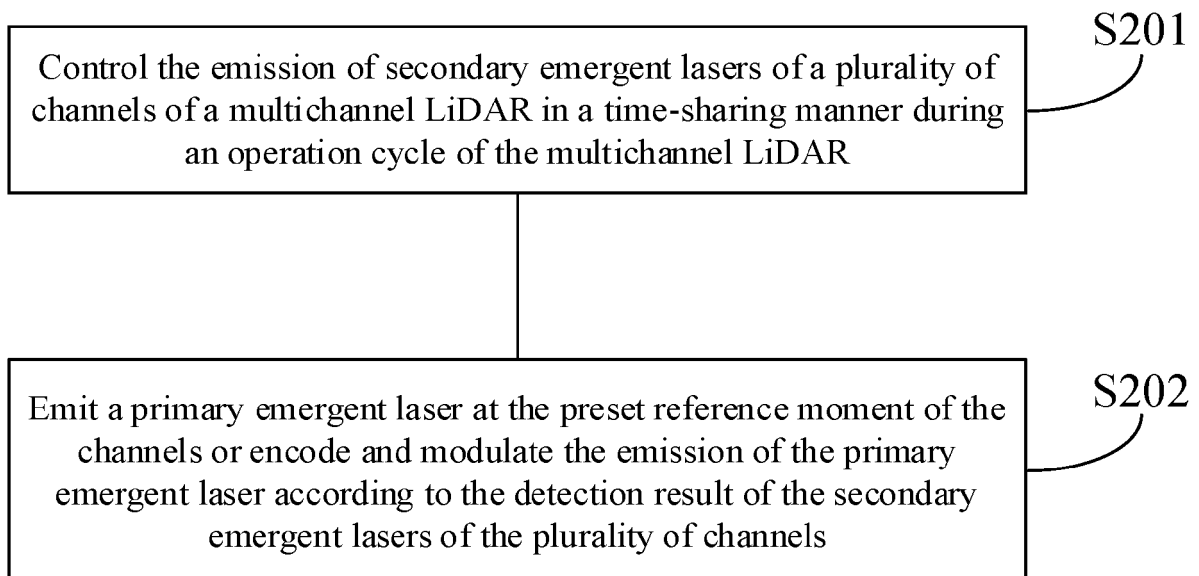 S201
Control the emission of secondary emergent lasers of a plurality of
channels of a multichannel LiDAR in a time-sharing manner during
an operation cycle of the multichannel LiDAR
S202
Emit a primary emergent laser at the preset reference moment of the
channels or encode and modulate the emission of the primary
emergent laser according to the detection result of the secondary
emergent lasers of the plurality of channels